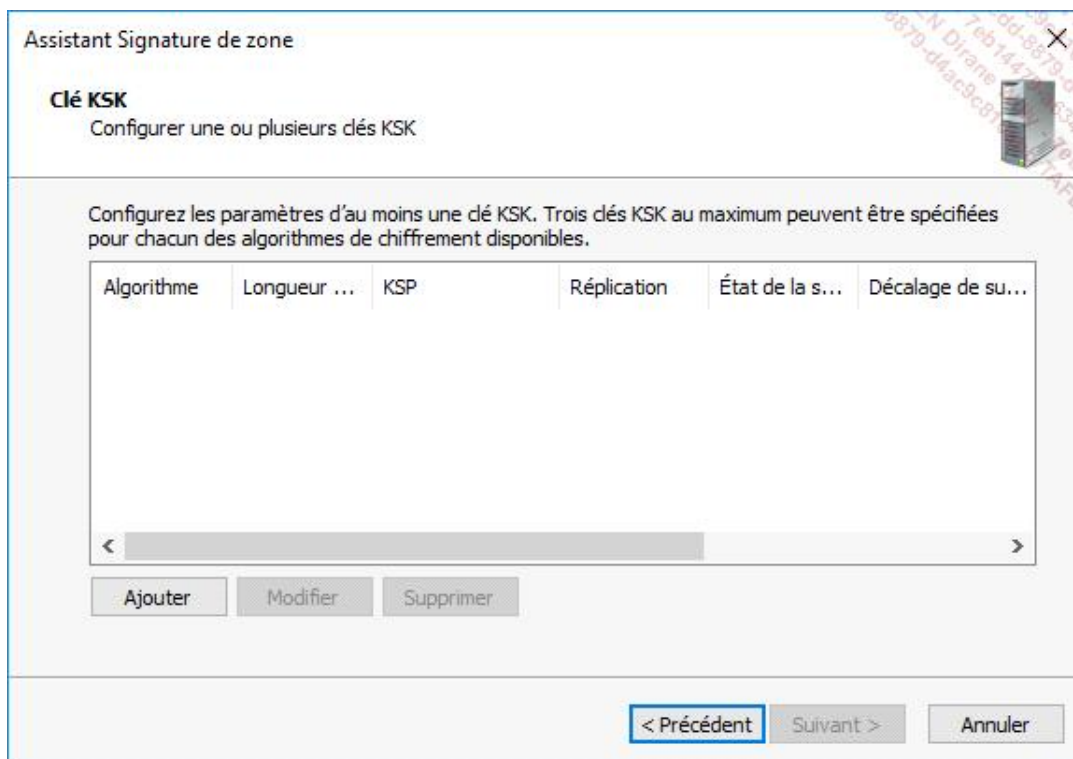 Assistant Signature de zone
Clé KSK
Configurer une ou plusieurs clés KSK
Configurez les paramètres d'au moins une clé KSK. Trois clés KSK au maximum peuvent être spécifiées
pour chacun des algorithmes de chiffrement disponibles.
Algorithme Longueur ... KSP Réplication État de la s... Décalage de su...
Ajouter Modifier Supprimer
< Précédent Suivant > Annuler